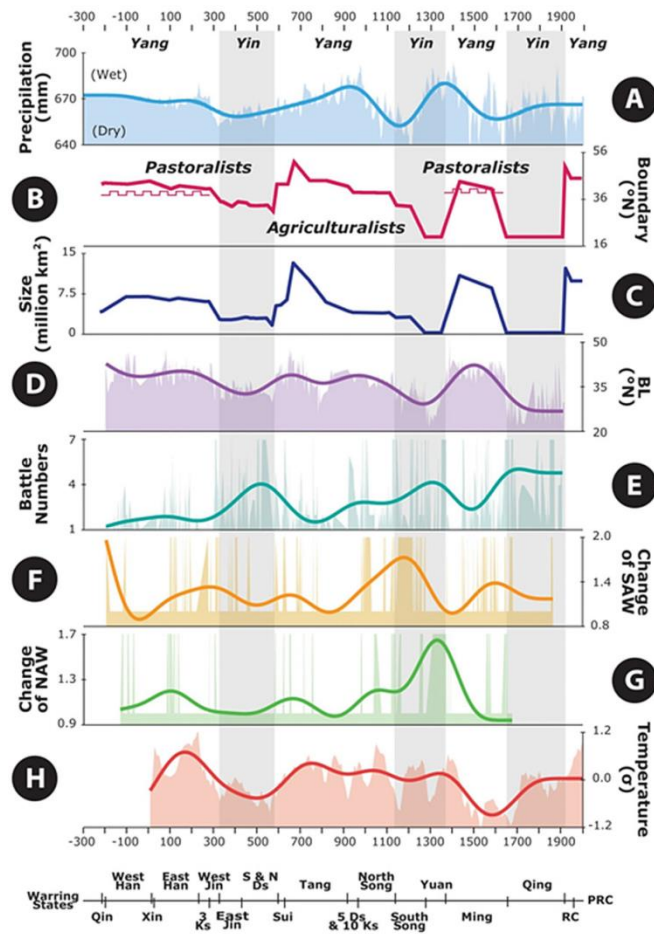 -300 -100 100 300 500 700 900 1100 1300 1500 1700 1900
Yang Yin Yang Yin Yang Yin Yang
Precipilation
(mm)
700
670
640
(Wet)
(Dry)
A
B
Pastoralists
Pastoralists
Agriculturalists
56
36
16
Boundary
(°N)
Size
(million km²)
15
7.5
0
C
D
50
35
20
BL
(°N)
Battle
Numbers
7
4
1
E
F
2.0
1.4
0.8
Change
of SAW
Change
of NAW
1.7
1.3
0.9
G
H
1.2
0.0
-1.2
Temperature
(σ)
-300 -100 100 300 500 700 900 1100 1300 1500 1700 1900
Warring
States
West
Han
East
Han
West
Jin
S & N
Ds
Tang
North
Song
Yuan
Qing
PRC
Qin
Xin
3
Ks
East
Jin
Sui
5 Ds
& 10 Ks
South
Song
Ming
RC